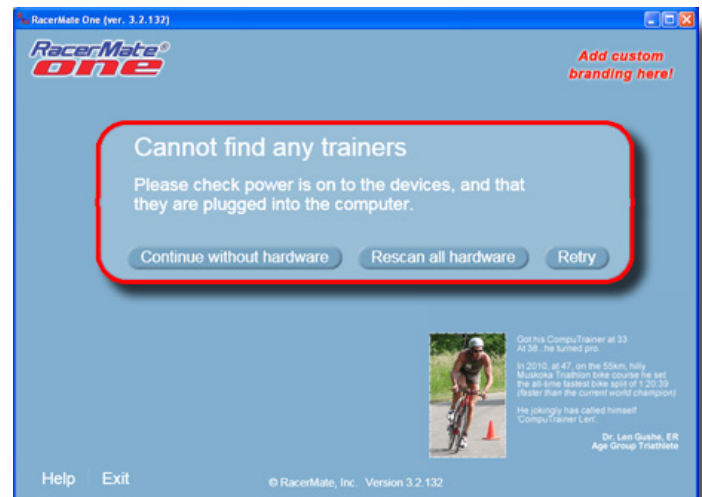 RacerMate One (ver. 3.2.132)
RacerMate®
one
Add custom
branding here!
Cannot find any trainers
Please check power is on to the devices, and that
they are plugged into the computer.
Continue without hardware Rescan all hardware Retry
Got his CompuTrainer at 33
At 38...he turned pro.
In 2010, at 47, on the 55km, hilly
Muskoka Triathlon bike course he set
the all-time fastest bike split of 1:20:39
(faster than the current world champion)
He jokingly has called himself
'CompuTrainer Len'.
Dr. Len Gushe, ER
Age Group Triathlete
Help Exit
© RacerMate, Inc. Version 3.2.132